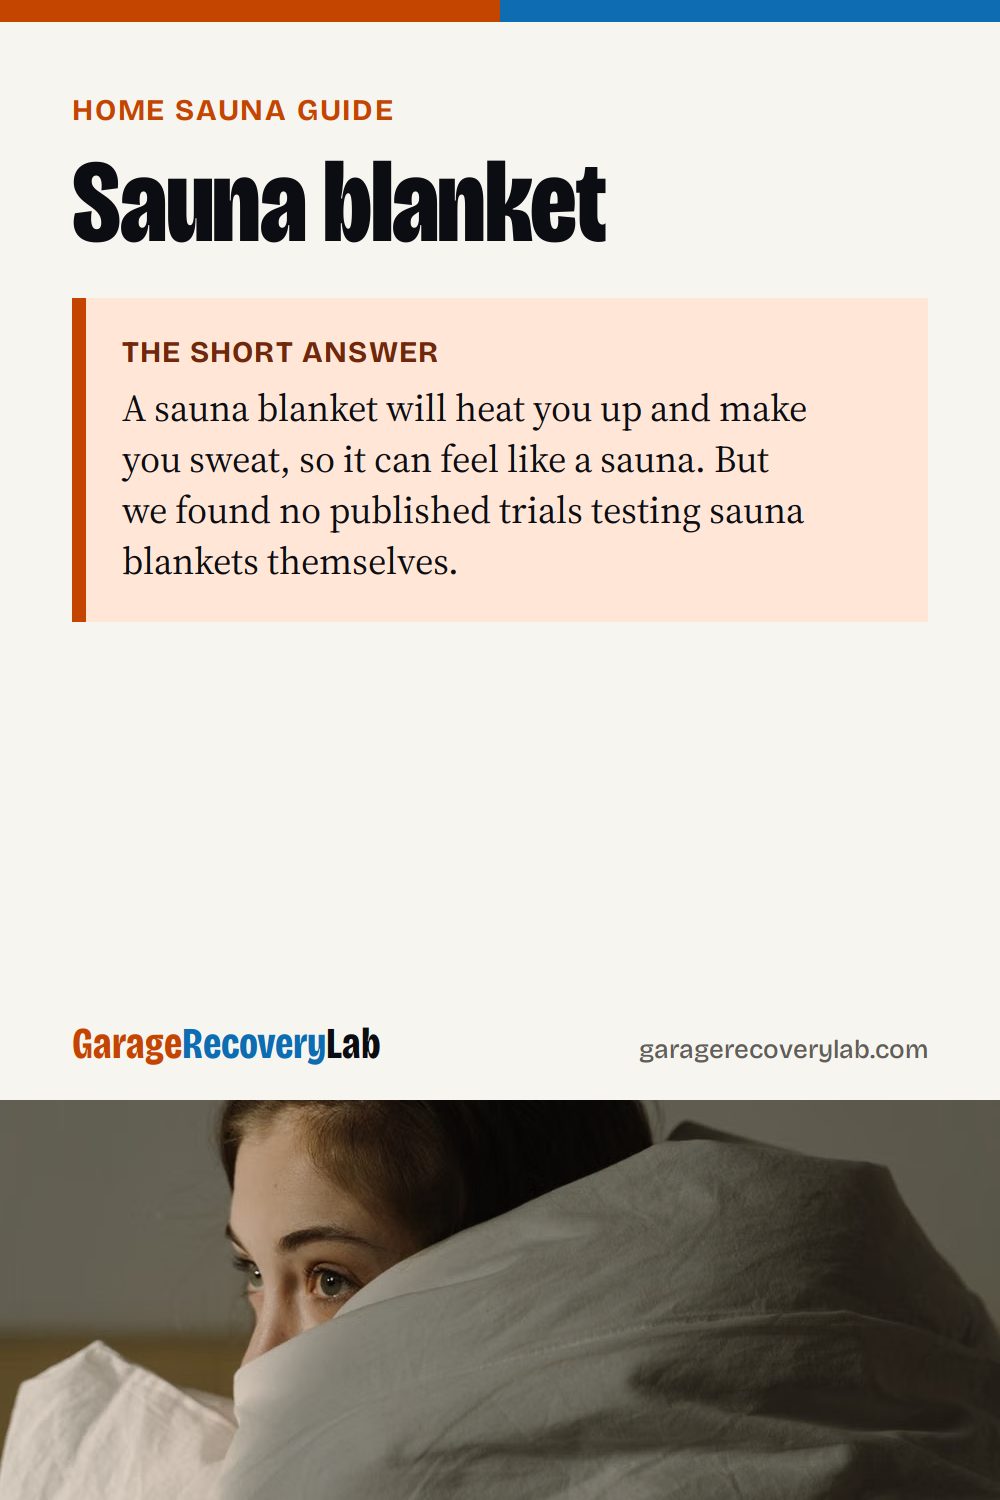 HOME SAUNA GUIDE
Sauna blanket
THE SHORT ANSWER
A sauna blanket will heat you up and make
you sweat, so it can feel like a sauna. But
we found no published trials testing sauna
blankets themselves.
GarageRecoveryLab
garagerecoverylab.com